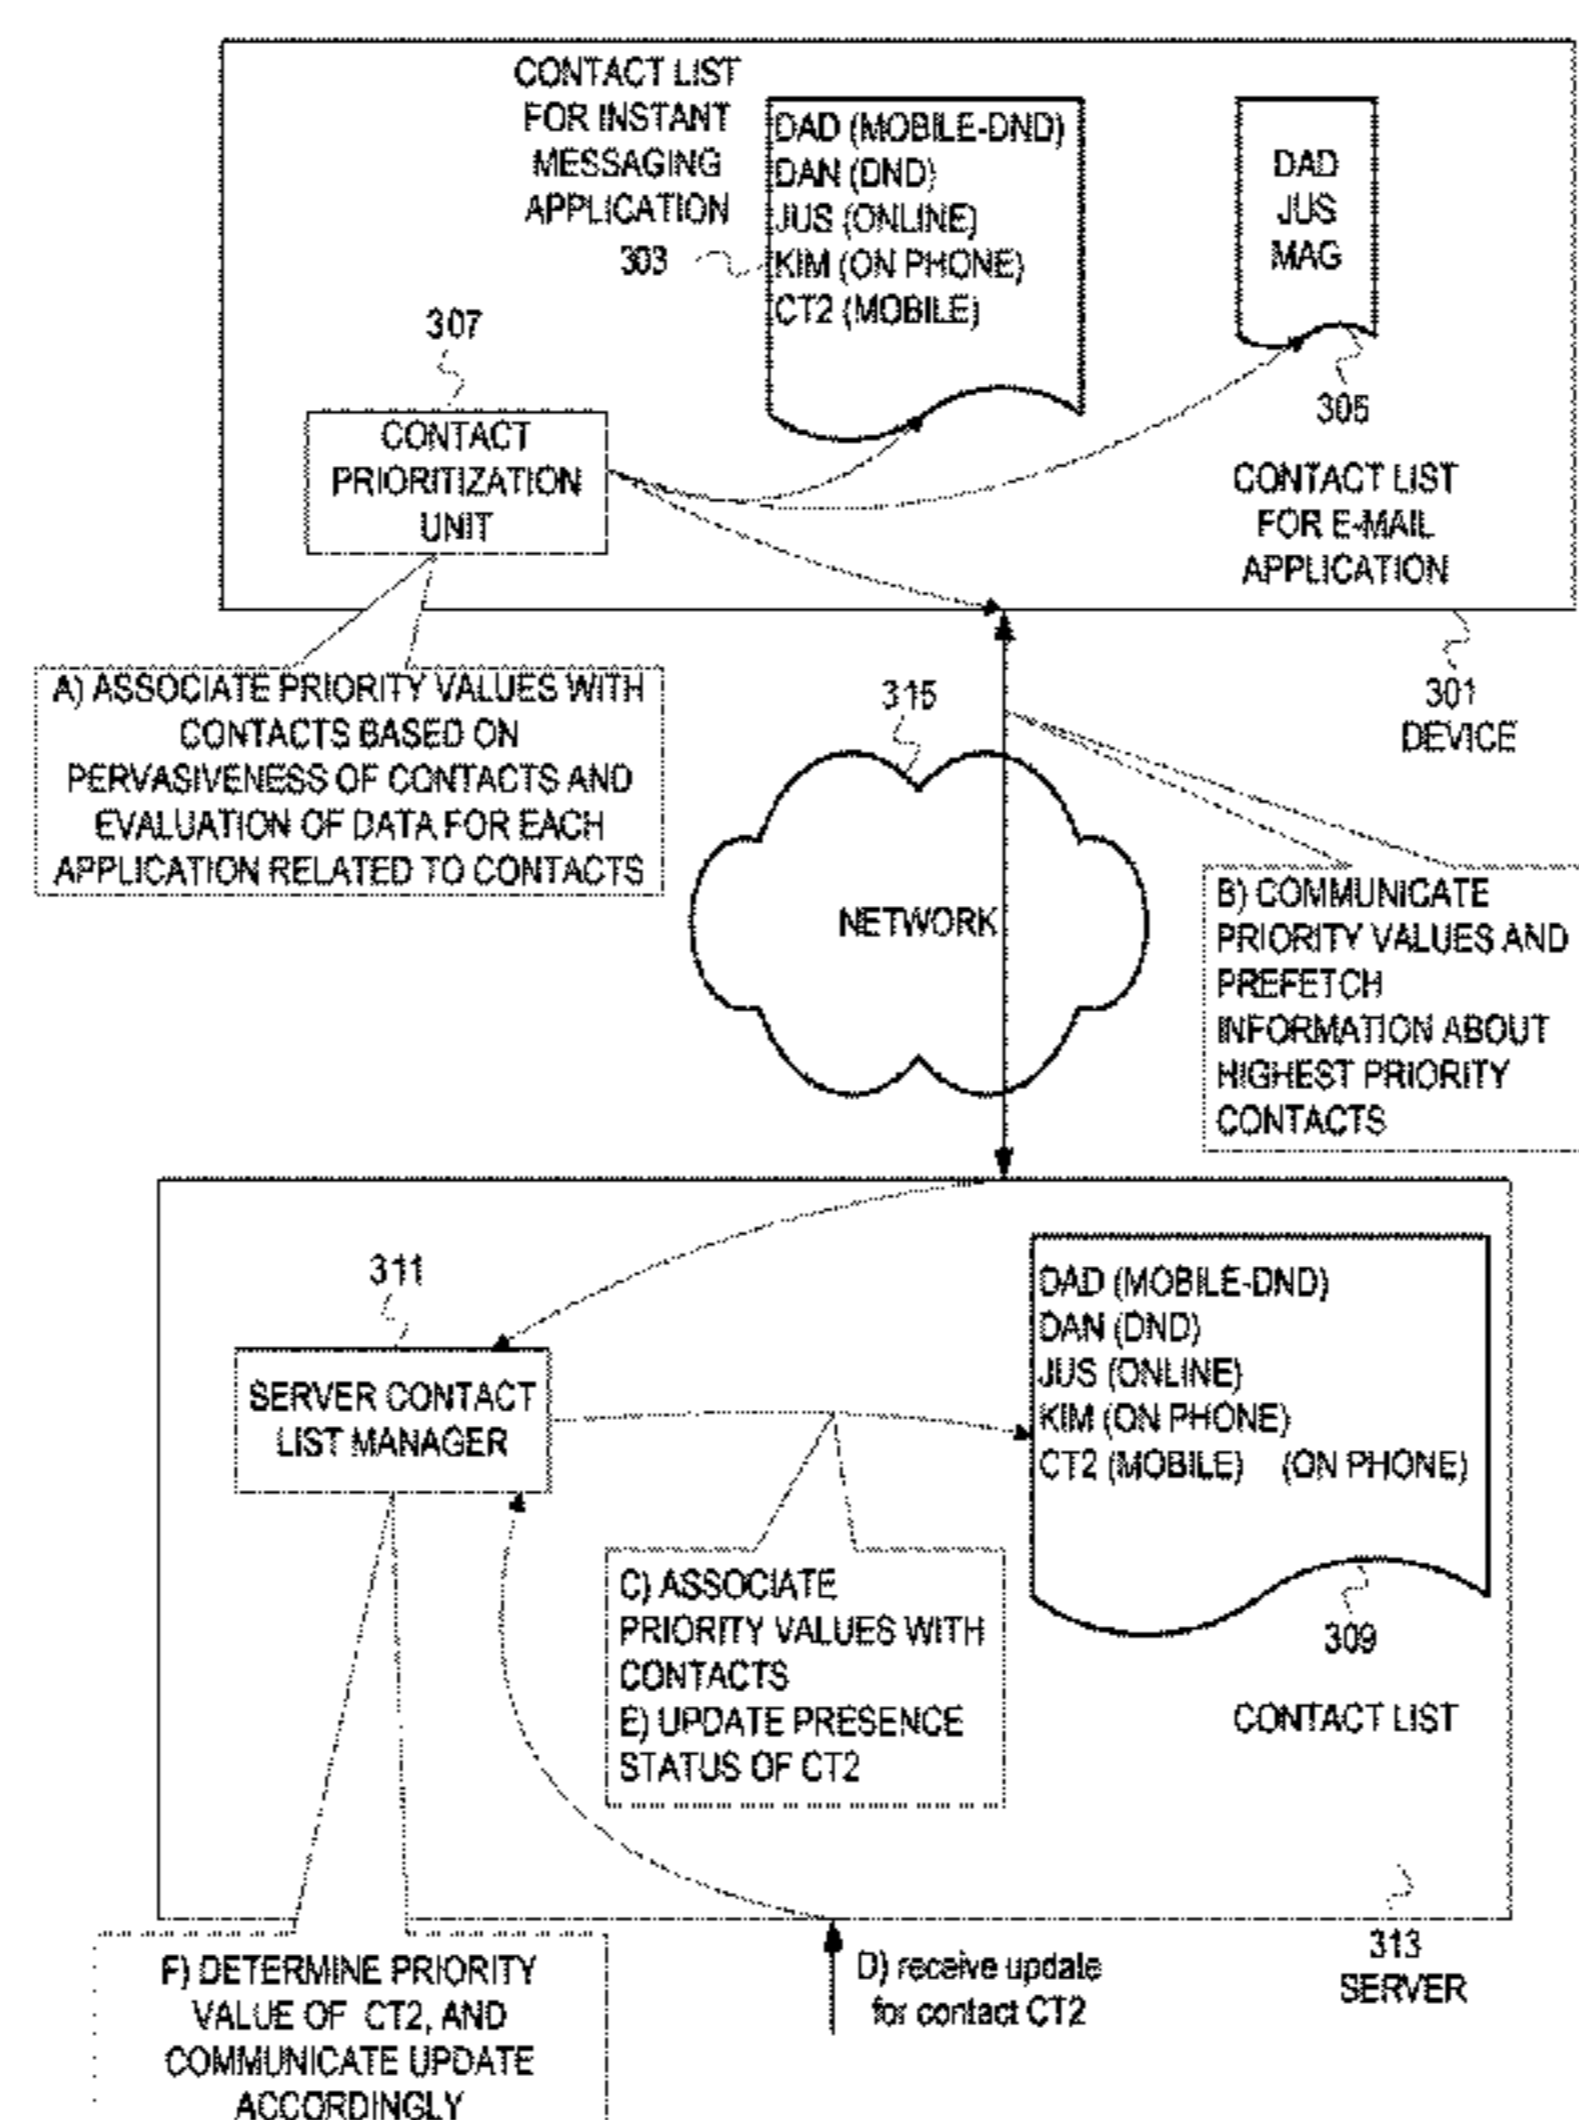 CONTACT LIST
FOR INSTANT
MESSAGING
APPLICATION
303
DAD (MOBILE-DND)
DAN (DND)
JUS (ONLINE)
KIM (ON PHONE)
CT2 (MOBILE)
DAD
JUS
MAG
305
CONTACT LIST
FOR E-MAIL
APPLICATION
307
CONTACT
PRIORITIZATION
UNIT
301
DEVICE
A) ASSOCIATE PRIORITY VALUES WITH
CONTACTS BASED ON
PERVASIVENESS OF CONTACTS AND
EVALUATION OF DATA FOR EACH
APPLICATION RELATED TO CONTACTS
315
NETWORK
B) COMMUNICATE
PRIORITY VALUES AND
PREFETCH
INFORMATION ABOUT
HIGHEST PRIORITY
CONTACTS
311
SERVER CONTACT
LIST MANAGER
DAD (MOBILE-DND)
DAN (DND)
JUS (ONLINE)
KIM (ON PHONE)
CT2 (MOBILE) (ON PHONE)
309
CONTACT LIST
C) ASSOCIATE
PRIORITY VALUES WITH
CONTACTS
E) UPDATE PRESENCE
STATUS OF CT2
313
SERVER
D) receive update
for contact CT2
F) DETERMINE PRIORITY
VALUE OF CT2, AND
COMMUNICATE UPDATE
ACCORDINGLY